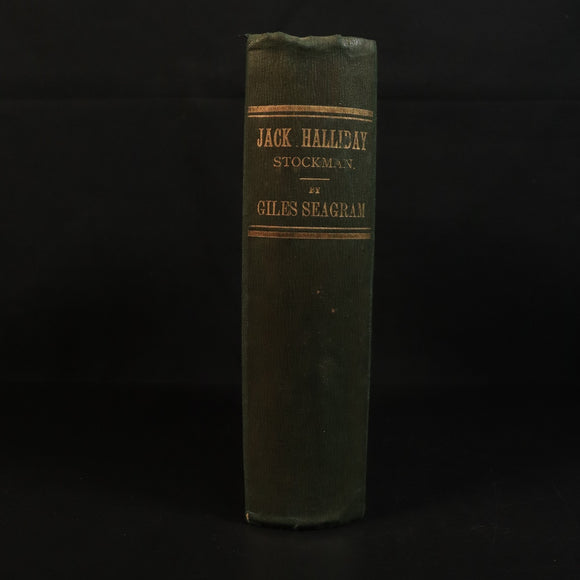 JACK HALLIDAY
STOCKMAN.
BY
GILES SEAGRAM